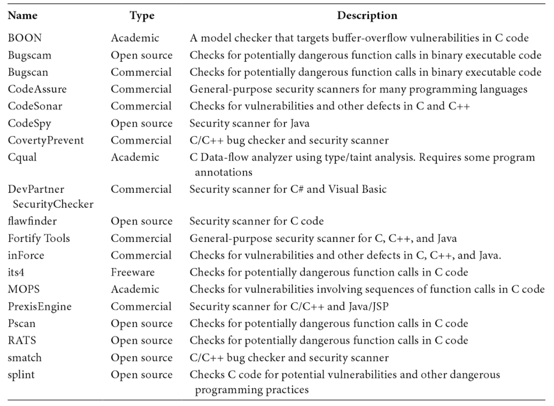 Name Type Description
BOON Academic A model checker that targets buffer-overflow vulnerabilities in C code
Bugscam Open source Checks for potentially dangerous function calls in binary executable code
Bugscan Commercial Checks for potentially dangerous function calls in binary executable code
CodeAssure Commercial General-purpose security scanners for many programming languages
CodeSonar Commercial Checks for vulnerabilities and other defects in C and C++
CodeSpy Open source Security scanner for Java
CovertyPrevent Commercial C/C++ bug checker and security scanner
Cqual Academic C Data-flow analyzer using type/taint analysis. Requires some program
annotations
DevPartner Commercial Security scanner for C# and Visual Basic
SecurityChecker
flawfinder Open source Security scanner for C code
Fortify Tools Commercial General-purpose security scanner for C, C++, and Java
inForce Commercial Checks for vulnerabilities and other defects in C, C++, and Java.
its4 Freeware Checks for potentially dangerous function calls in C code
MOPS Academic Checks for vulnerabilities involving sequences of function calls in C code
PrexisEngine Commercial Security scanner for C/C++ and Java/JSP
Pscan Open source Checks for potentially dangerous function calls in C code
RATS Open source Checks for potentially dangerous function calls in C code
smatch Open source C/C++ bug checker and security scanner
splint Open source Checks C code for potential vulnerabilities and other dangerous
programming practices